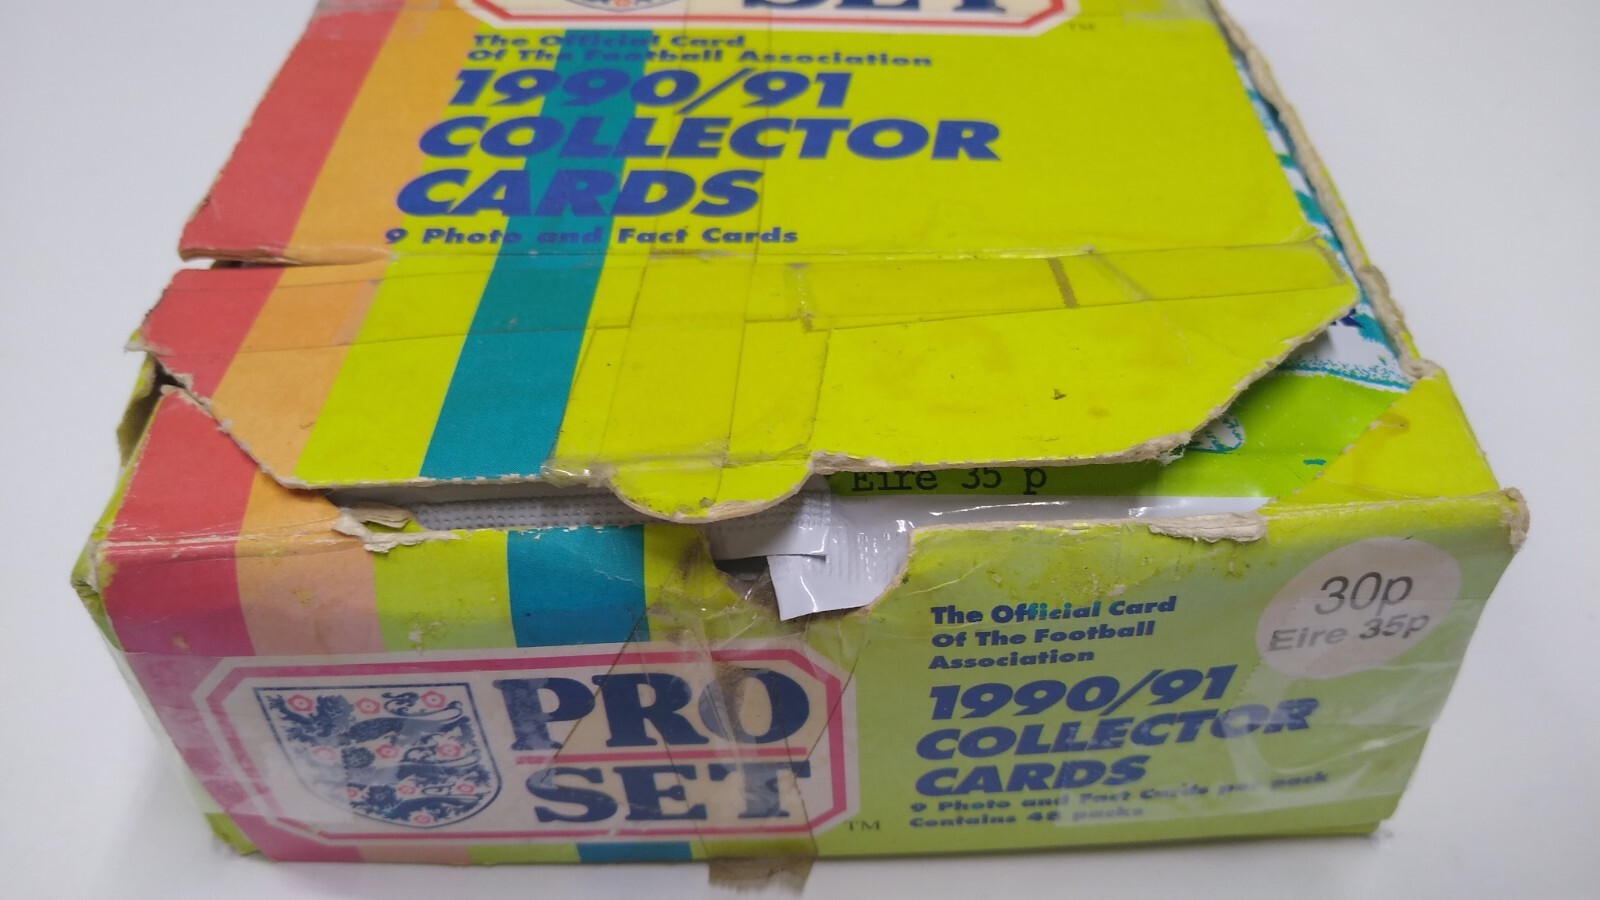 SET
TM
The Official Card
Of The Football Association
1990/91
COLLECTOR
CARDS
9 Photo and Fact Cards
Eire 35 p
30p
Eire 35p
The Official Card
Of The Football
Association
1990/91
COLLECTOR
CARDS
9 Photo and Fact Cards per pack
Contains 48 packs
PRO
SET
TM